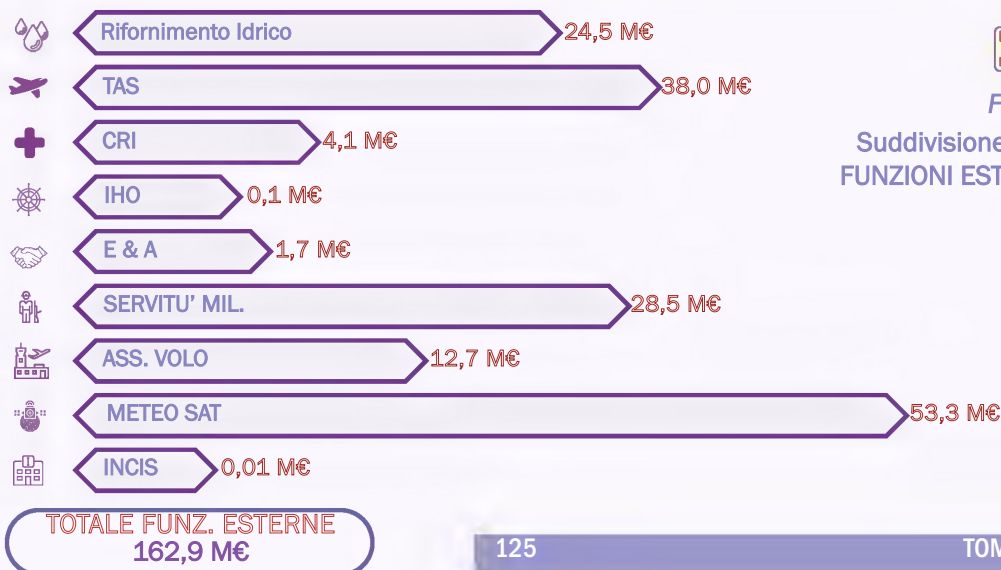 Rifornimento Idrico 24,5 M€
TAS 38,0 M€
CRI 4,1 M€
IHO 0,1 M€
E & A 1,7 M€
SERVITU' MIL. 28,5 M€
ASS. VOLO 12,7 M€
METEO SAT 53,3 M€
INCIS 0,01 M€
TOTALE FUNZ. ESTERNE
162,9 M€
F
Suddivisione
FUNZIONI EST
125 TOM